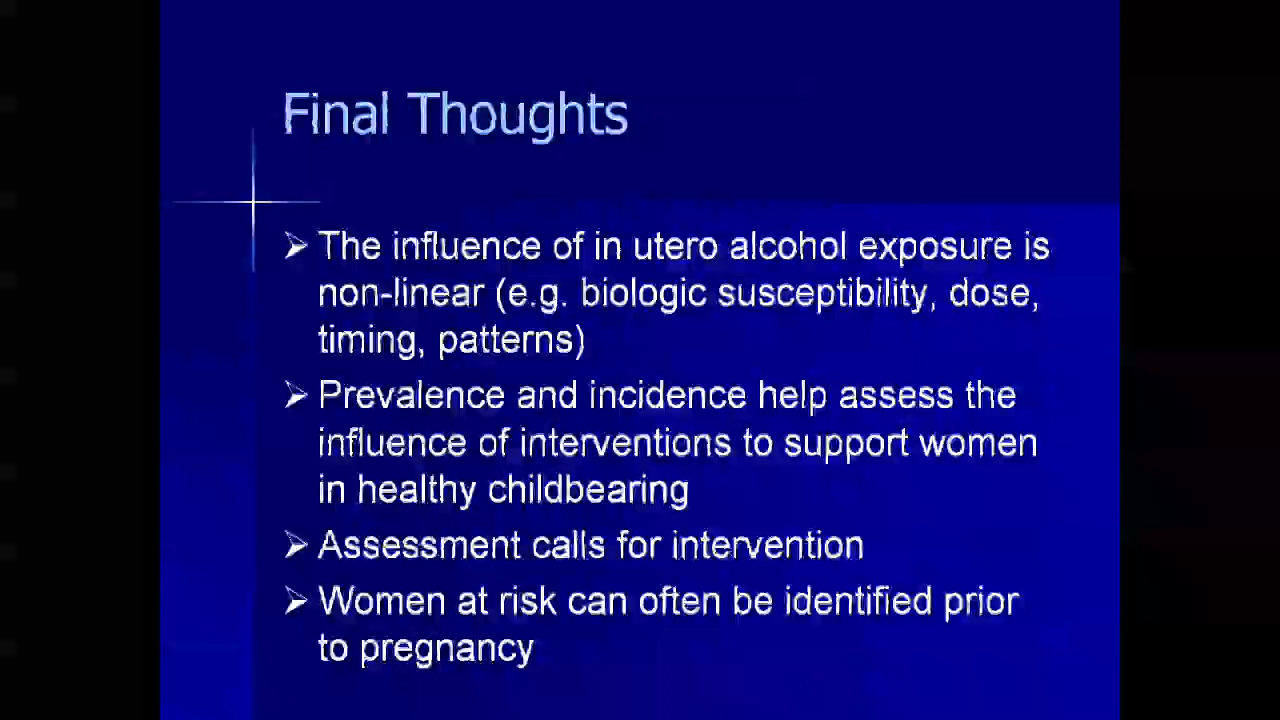 Final Thoughts
The influence of in utero alcohol exposure is
non-linear (e.g. biologic susceptibility, dose,
timing, patterns)
Prevalence and incidence help assess the
influence of interventions to support women
in healthy childbearing
Assessment calls for intervention
Women at risk can often be identified prior
to pregnancy